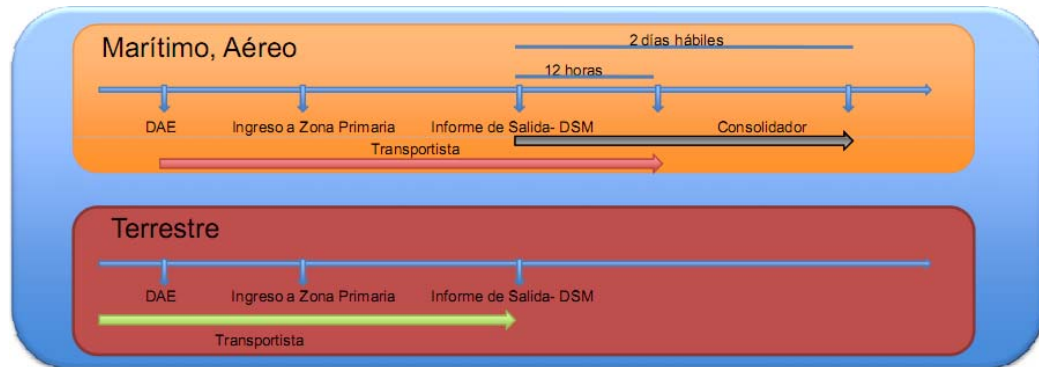 Marítimo, Aéreo
2 días hábiles
12 horas
DAE
Ingreso a Zona Primaria
Informe de Salida- DSM
Consolidador
Transportista
Terrestre
DAE
Ingreso a Zona Primaria
Informe de Salida- DSM
Transportista